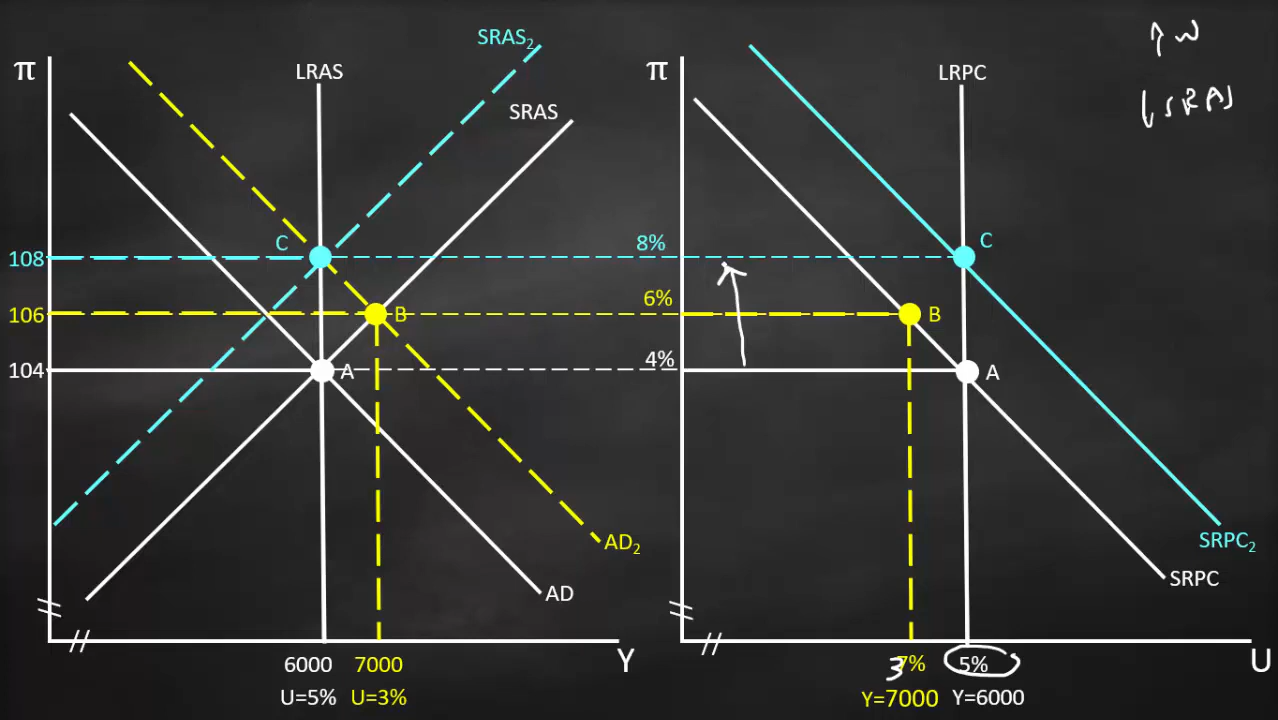 SRAS₂
↑ w
π
LRAS
SRAS
π
LRPC
↓ SRAS
C
8%
C
108
6%
106
B
B
4%
104
A
A
AD₂
SRPC₂
AD
SRPC
6000 7000
Y
3 7% 5%
U
U=5% U=3%
Y=7000 Y=6000